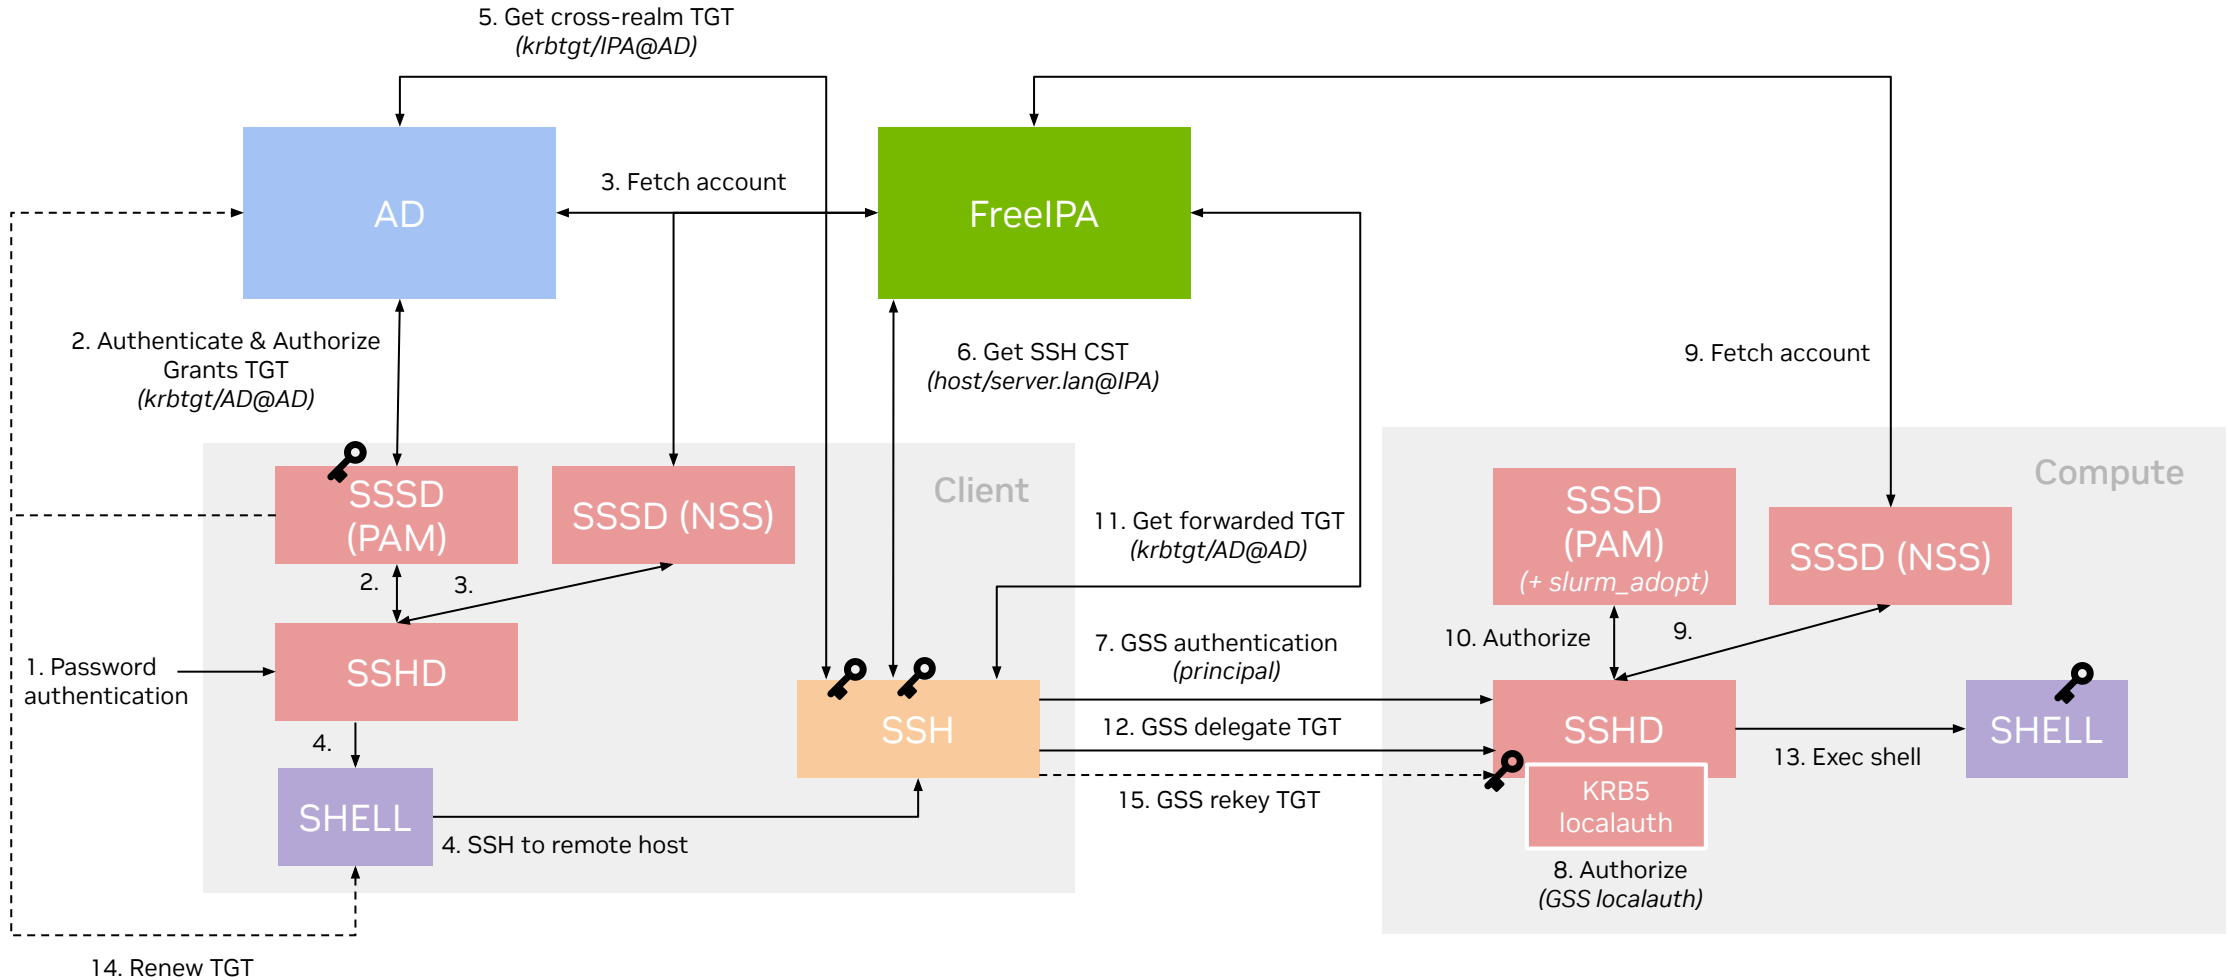 5. Get cross-realm TGT
(krbtgt/IPA@AD)
3. Fetch account
AD
FreeIPA
2. Authenticate & Authorize
Grants TGT
(krbtgt/AD@AD)
6. Get SSH CST
(host/server.lan@IPA)
9. Fetch account
Client
Compute
SSSD
(PAM)
SSSD (NSS)
11. Get forwarded TGT
(krbtgt/AD@AD)
SSSD
(PAM)
(+ slurm_adopt)
SSSD (NSS)
2.
3.
10. Authorize
9.
1. Password
authentication
SSHD
7. GSS authentication
(principal)
SSH
12. GSS delegate TGT
SSHD
13. Exec shell
SHELL
4.
15. GSS rekey TGT
KRB5
localauth
SHELL
4. SSH to remote host
8. Authorize
(GSS localauth)
14. Renew TGT